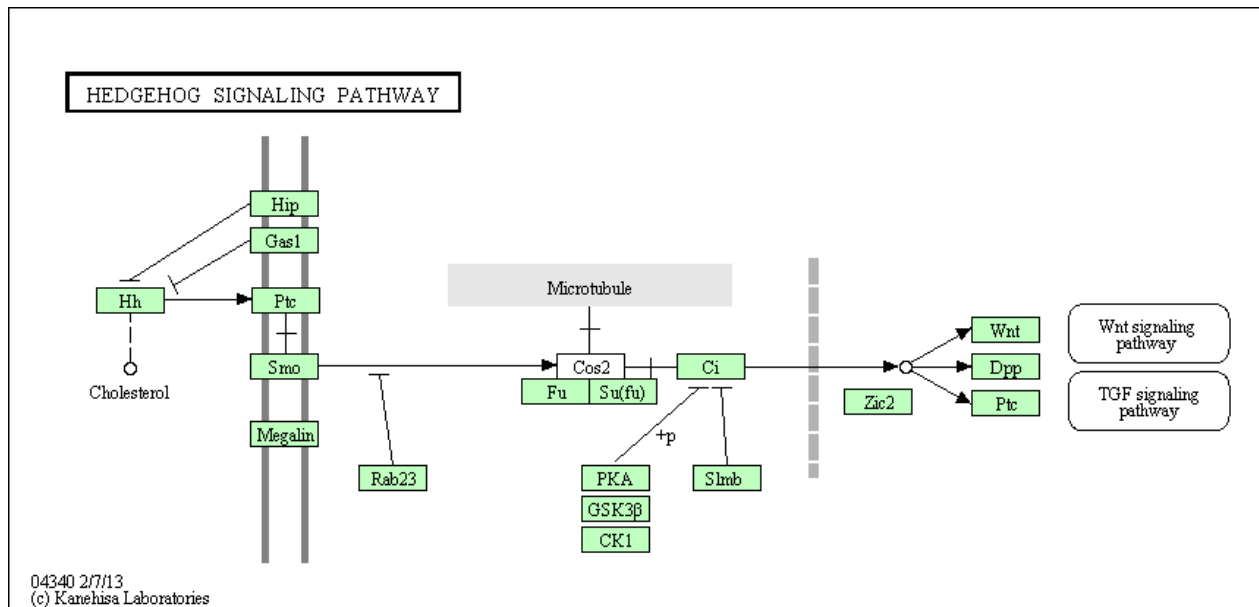 HEDGEHOG SIGNALING PATHWAY
Hip
Gas1
Microtubule
Hh
Ptc
Wnt
Wnt signaling
pathway
Smo
Cos2
Ci
Dpp
Cholesterol
Fu
Su(fu)
Zic2
Ptc
TGF signaling
pathway
Megalin
+p
Rab23
PKA
Slmb
GSK3β
CK1
04340 2/7/13
(c) Kanehisa Laboratories